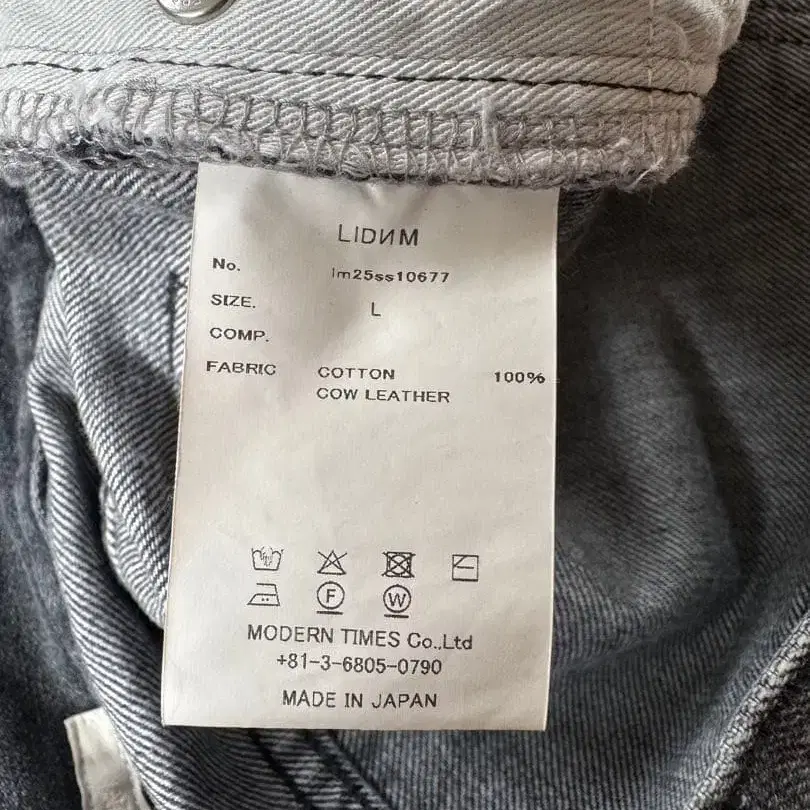 LIDИM
No. lm25ss10677
SIZE. L
COMP.
FABRIC COTTON 100%
COW LEATHER
F W
MODERN TIMES Co.,Ltd
+81-3-6805-0790
MADE IN JAPAN